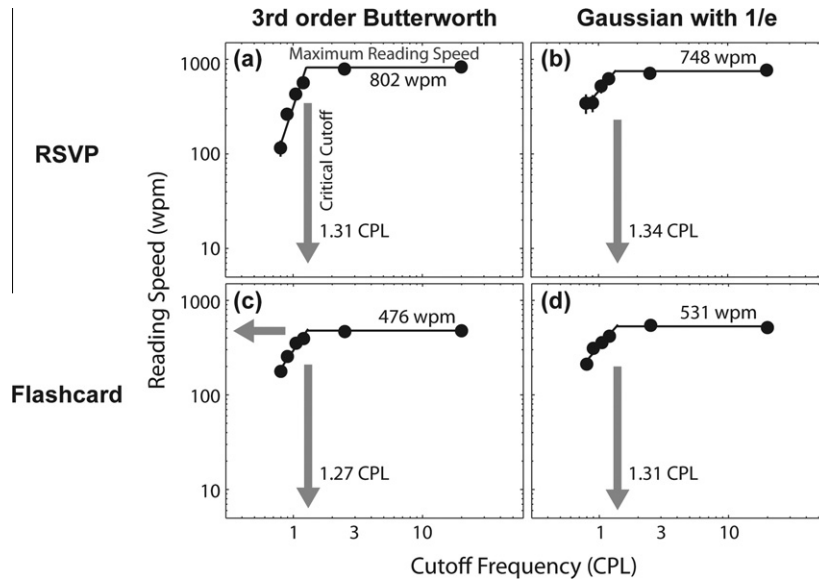 3rd order Butterworth
Gaussian with 1/e
RSVP
Flashcard
Reading Speed (wpm)
(a)
Maximum Reading Speed
802 wpm
Critical Cutoff
1.31 CPL
1000
100
10
(b)
748 wpm
1.34 CPL
(c)
476 wpm
1.27 CPL
1000
100
10
1
3
10
(d)
531 wpm
1.31 CPL
1
3
10
Cutoff Frequency (CPL)